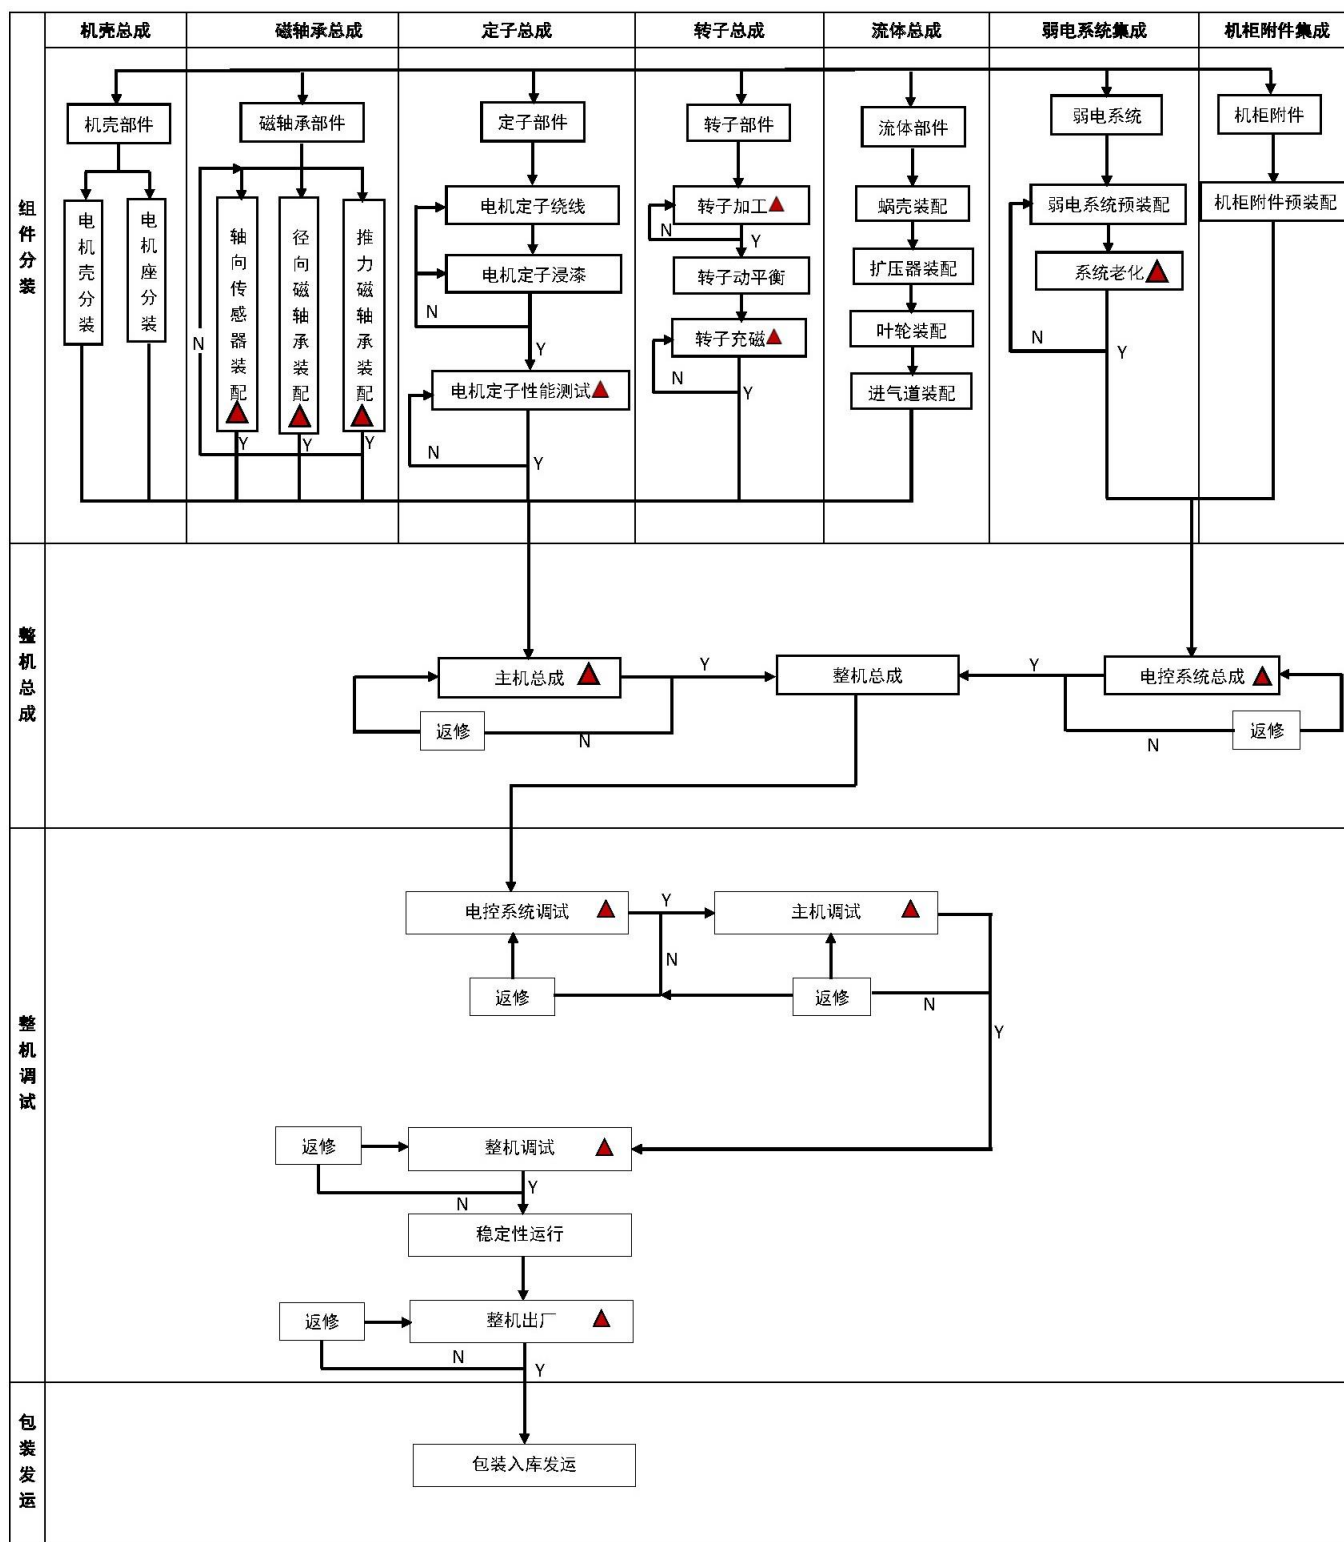 机壳总成
磁轴承总成
定子总成
转子总成
流体总成
弱电系统集成
机柜附件集成
组件分装
机壳部件
磁轴承部件
定子部件
转子部件
流体部件
弱电系统
机柜附件
电机壳分装
电机座分装
轴向传感器装配
径向磁轴承装配
推力磁轴承装配
N
Y
Y
Y
电机定子绕线
电机定子浸漆
N
Y
电机定子性能测试
N
Y
转子加工
N
Y
转子动平衡
转子充磁
N
Y
蜗壳装配
扩压器装配
叶轮装配
进气道装配
弱电系统预装配
系统老化
N
Y
机柜附件预装配
整机总成
主机总成
Y
整机总成
Y
电控系统总成
返修
N
N
返修
整机调试
电控系统调试
Y
主机调试
N
返修
返修
N
Y
返修
整机调试
N
Y
稳定性运行
返修
整机出厂
N
Y
包装发运
包装入库发运